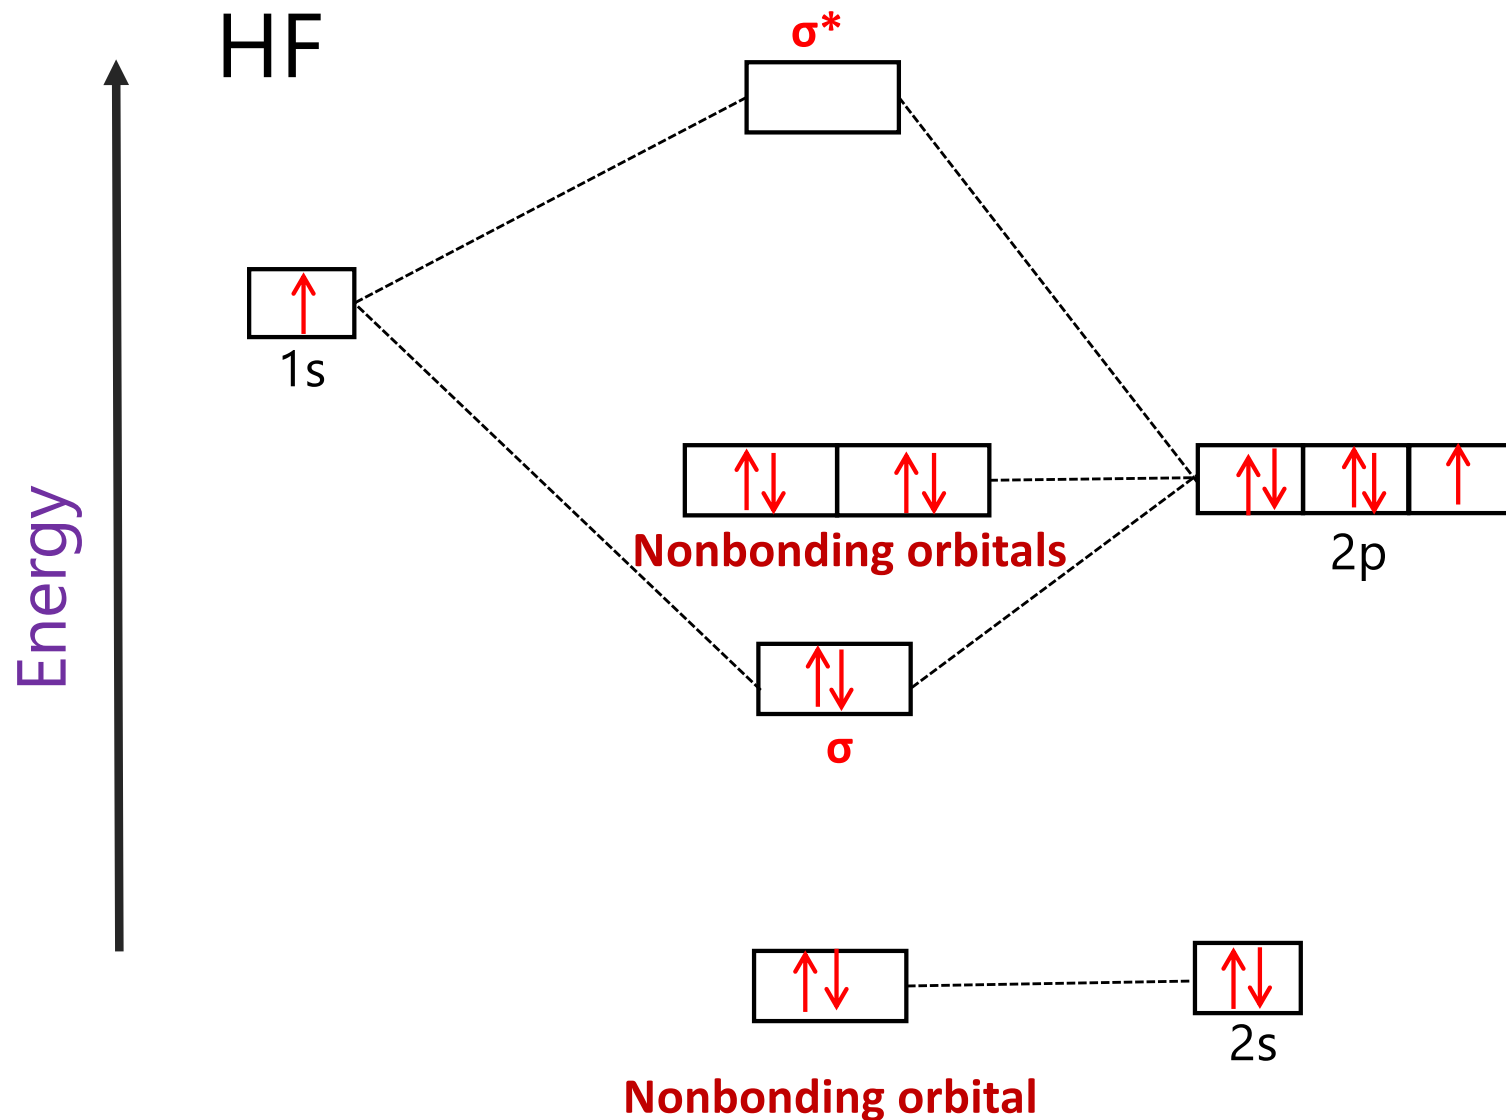 HF
σ*
1s
Nonbonding orbitals
2p
Energy
σ
2s
Nonbonding orbital